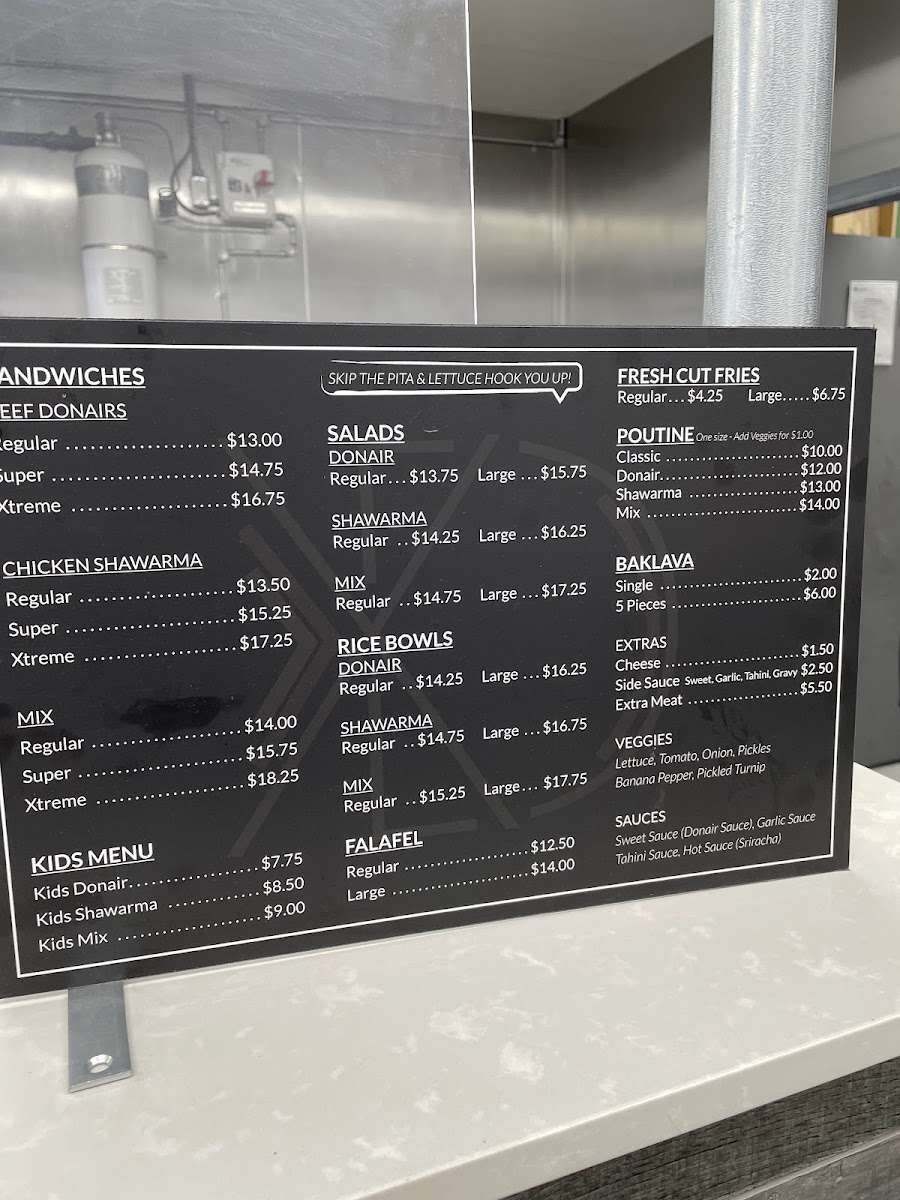 ANDWICHES
EEF DONAIRS
Regular ........................ $13.00
Super ........................ $14.75
Xtreme ........................ $16.75
CHICKEN SHAWARMA
Regular ........................ $13.50
Super ........................ $15.25
Xtreme ........................ $17.25
MIX
Regular ........................ $14.00
Super ........................ $15.75
Xtreme ........................ $18.25
KIDS MENU
Kids Donair........................ $7.75
Kids Shawarma ............... $8.50
Kids Mix ........................ $9.00
SKIP THE PITA & LETTUCE HOOK YOU UP!
SALADS
DONAIR
Regular... $13.75 Large ... $15.75
SHAWARMA
Regular .. $14.25 Large ... $16.25
MIX
Regular .. $14.75 Large ... $17.25
RICE BOWLS
DONAIR
Regular .. $14.25 Large ... $16.25
SHAWARMA
Regular .. $14.75 Large ... $16.75
MIX
Regular .. $15.25 Large... $17.75
FALAFEL
Regular ........................ $12.50
Large ........................ $14.00
FRESH CUT FRIES
Regular... $4.25 Large..... $6.75
POUTINE One size - Add Veggies for $1.00
Classic ........................ $10.00
Donair........................ $12.00
Shawarma .................. $13.00
Mix ........................ $14.00
BAKLAVA
Single ........................ $2.00
5 Pieces ........................ $6.00
EXTRAS
Cheese ........................ $1.50
Side Sauce Sweet, Garlic, Tahini, Gravy $2.50
Extra Meat .................. $5.50
VEGGIES
Lettuce, Tomato, Onion, Pickles
Banana Pepper, Pickled Turnip
SAUCES
Sweet Sauce (Donair Sauce), Garlic Sauce
Tahini Sauce, Hot Sauce (Sriracha)